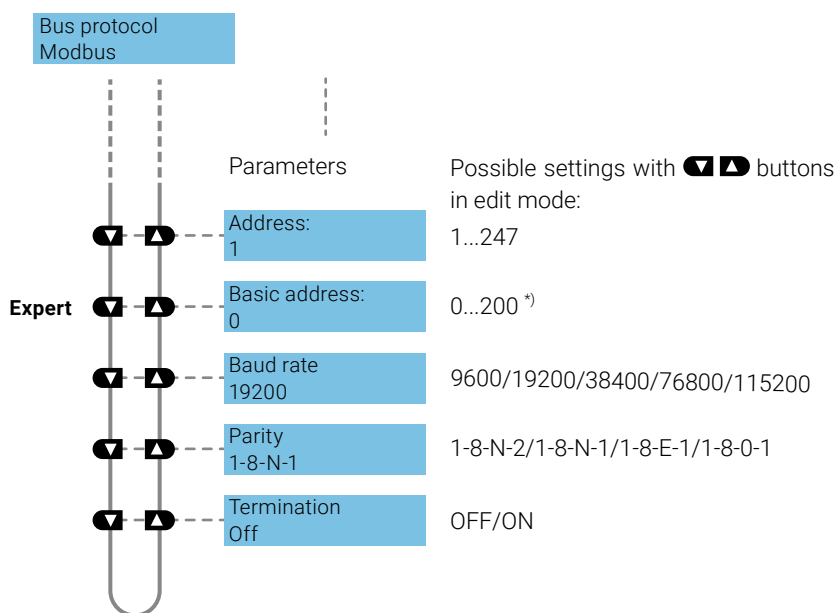 Bus protocol
Modbus
Parameters
Possible settings with buttons
in edit mode:
Address:
1
1...247
Expert
Basic address:
0
0...200 *)
Baud rate
19200
9600/19200/38400/76800/115200
Parity
1-8-N-1
1-8-N-2/1-8-N-1/1-8-E-1/1-8-0-1
Termination
Off
OFF/ON